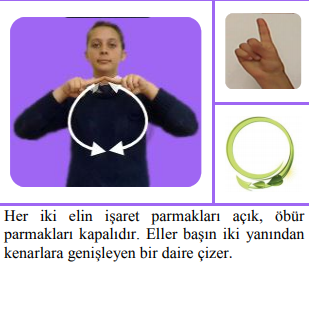 Her iki elin işaret parmakları açık, öbür
parmakları kapalıdır. Eller başın iki yanından
kenarlara genişleyen bir daire çizer.